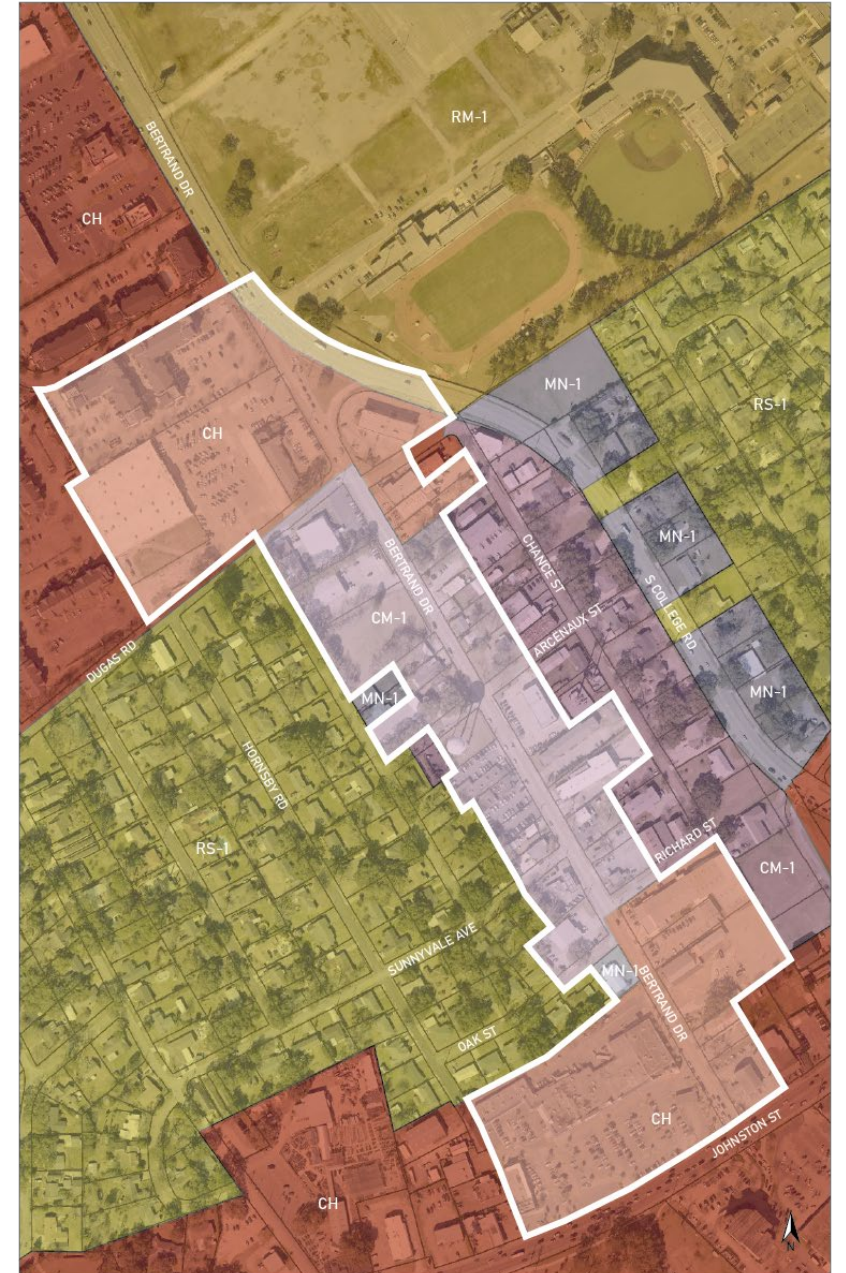 RM-1
BERTRAND DR
CH
MN-1
RS-1
CH
MN-1
CHANCE ST
BERTRAND DR
S COLLEGE RD
CM-1
ARCENAUX ST
DUGAS RD
MN-1
MN-1
HORNSBY RD
RS-1
RICHARD ST
CM-1
SUNNYVALE AVE
MN-1
BERTRAND DR
OAK ST
CH
JOHNSTON ST
CH
N